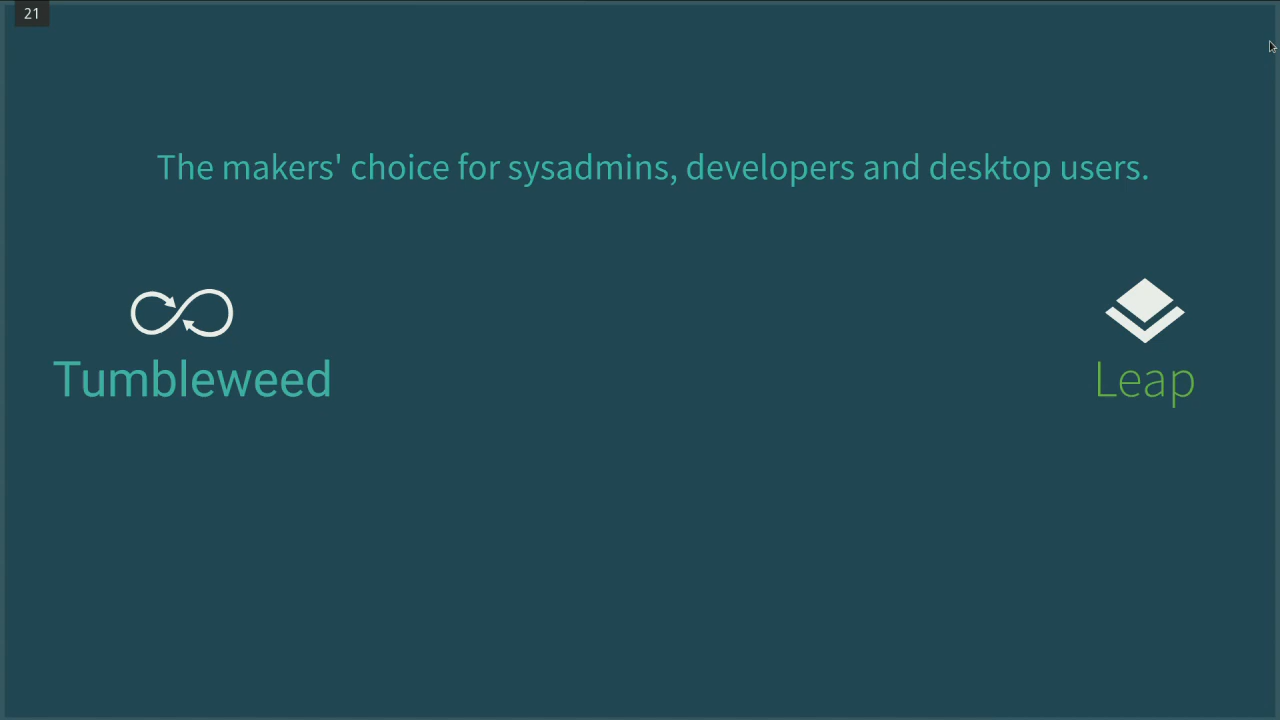 21
The makers' choice for sysadmins, developers and desktop users.
Tumbleweed
Leap